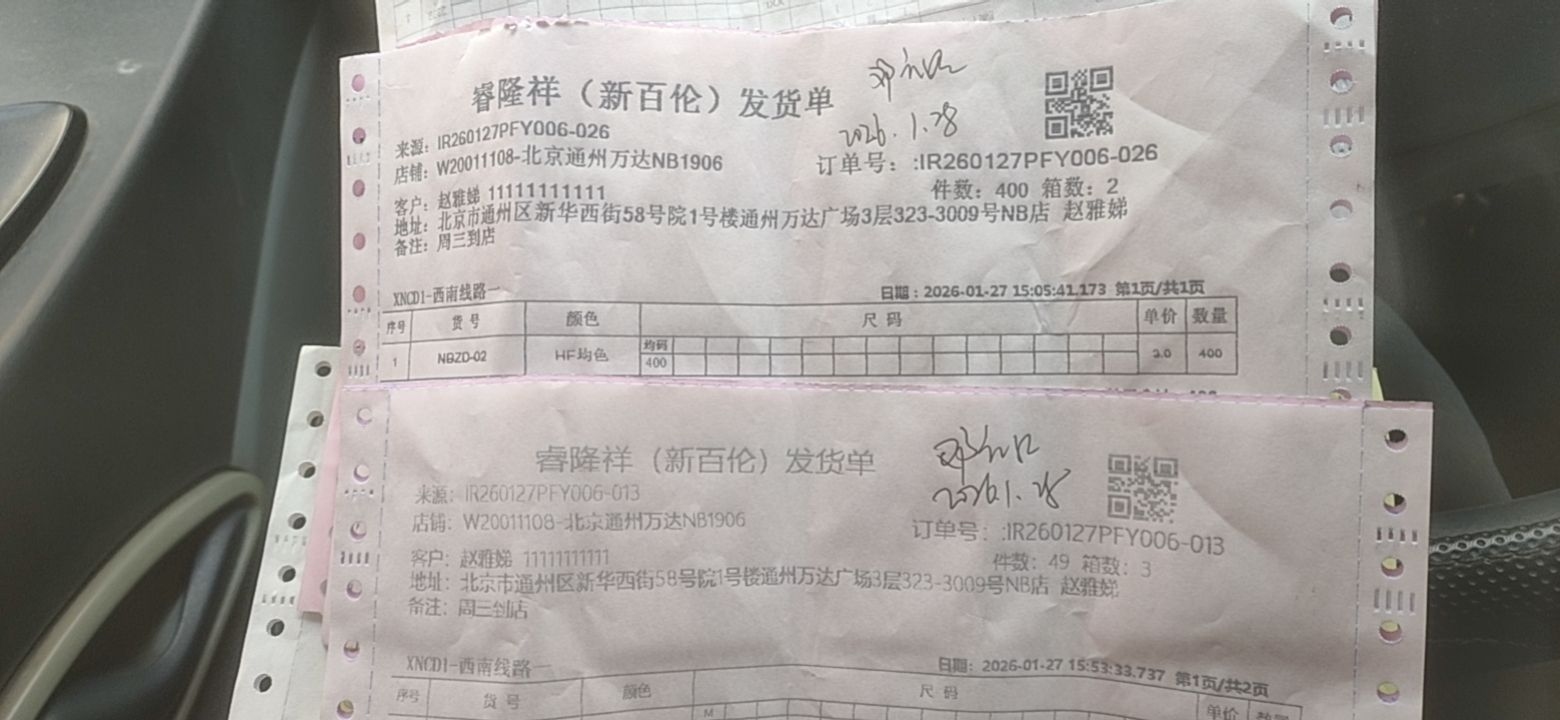 睿隆祥（新百伦）发货单
2026.1.28
来源：IR260127PFY006-026
订单号：:IR260127PFY006-026
店铺：W20011108-北京通州万达NB1906
件数：400 箱数：2
客户：赵雅娣 11111111111
地址：北京市通州区新华西街58号院1号楼通州万达广场3层323-3009号NB店 赵雅娣
备注：周三到店
XNCD1-西南线路一
日期：2026-01-27 15:05:41.173 第1页/共1页
序号 货号 颜色 尺码 单价 数量
均码
1 NBZD-02 HF均色 400 3.0 400
睿隆祥（新百伦）发货单
2026.1.28
来源：IR260127PFY006-013
店铺：W20011108-北京通州万达NB1906
订单号：:IR260127PFY006-013
件数：49 箱数：3
客户：赵雅娣 11111111111
地址：北京市通州区新华西街58号院1号楼通州万达广场3层323-3009号NB店 赵雅娣
备注：周三到店
XNCD1-西南线路一
日期：2026-01-27 15:53:33.737 第1页/共2页
序号 货号 颜色 尺码 单价 数量
M